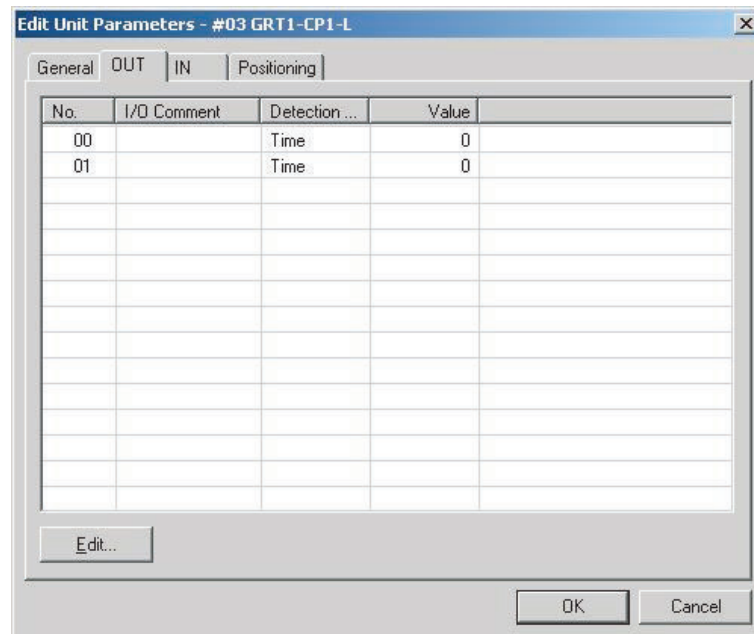 Edit Unit Parameters - #03 GRT1-CP1-L
General OUT IN Positioning
No. I/O Comment Detection ... Value
00 Time 0
01 Time 0
Edit...
OK Cancel